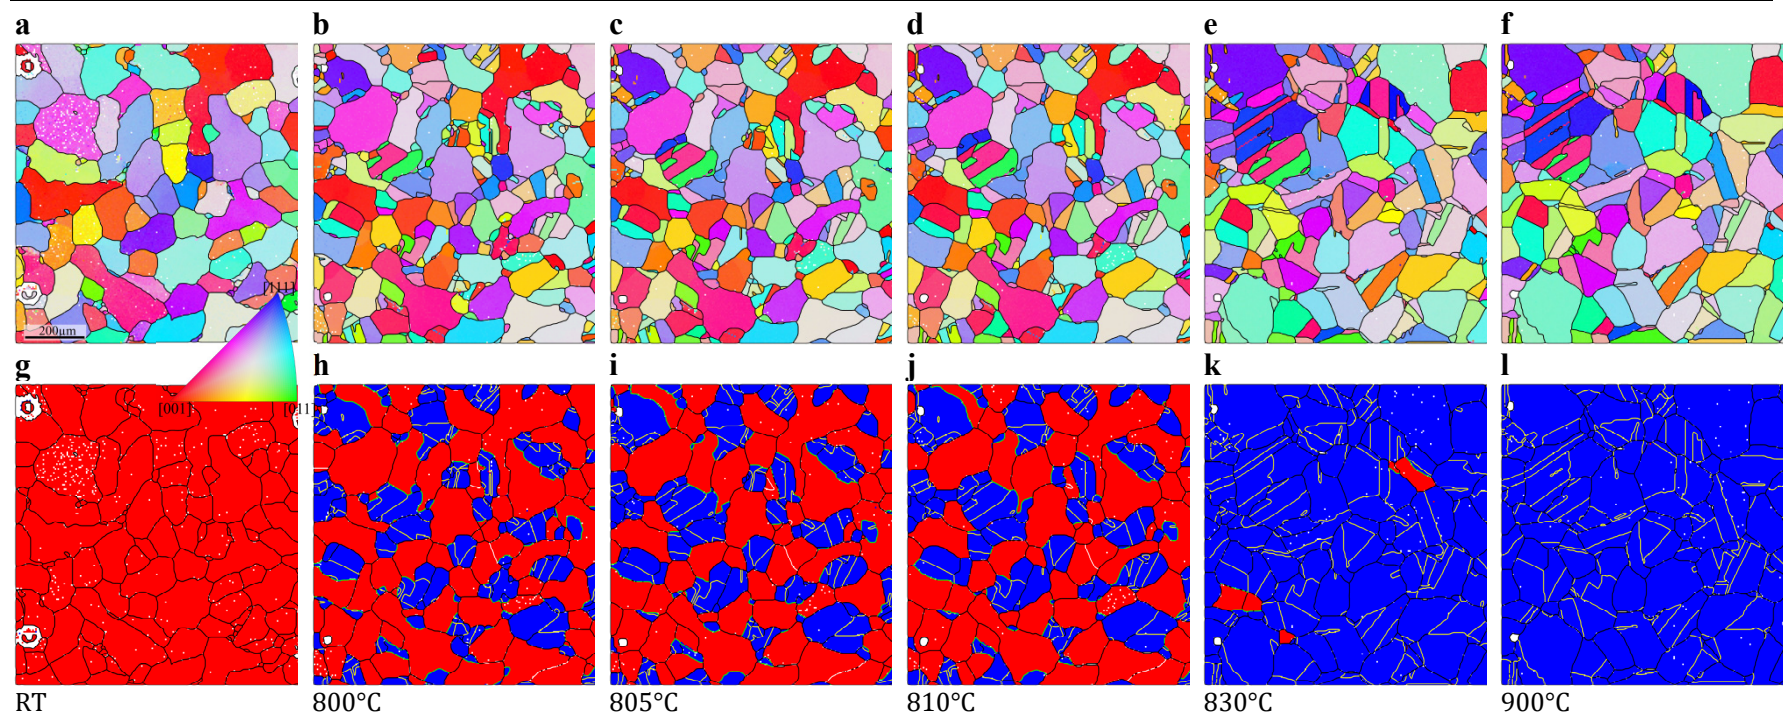 a b c d e f
200μm
[111]
[001] [011]
g h i j k l
RT 800°C 805°C 810°C 830°C 900°C